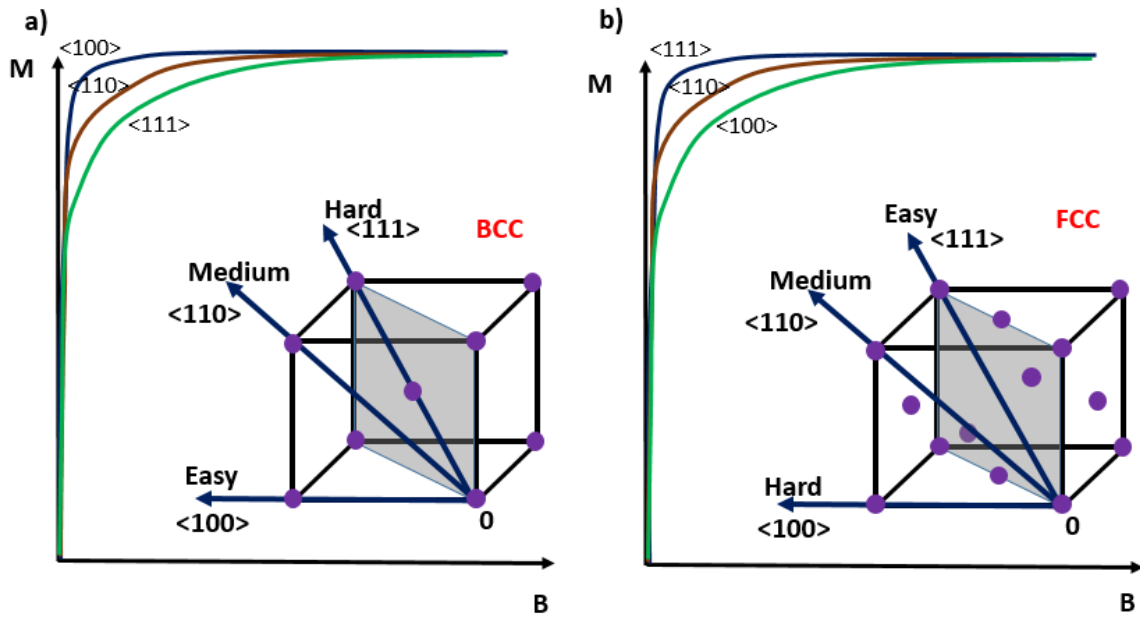 a)
M
<100>
<110>
<111>
Hard
<111>
BCC
Medium
<110>
Easy
<100>
0
B
b)
M
<111>
<110>
<100>
Easy
<111>
FCC
Medium
<110>
Hard
<100>
0
B